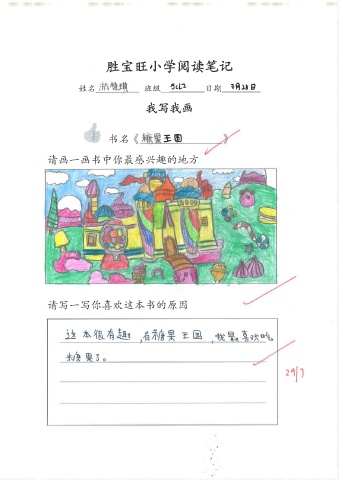 胜宝旺小学阅读笔记
姓名 班级 日期 7月28日
我写我画
书名《糖果王国》
请画一画书中你最感兴趣的地方
请写一写你喜欢这本书的原因
这本很有趣,有糖果王国,我最喜欢吃
糖果了。
29/7